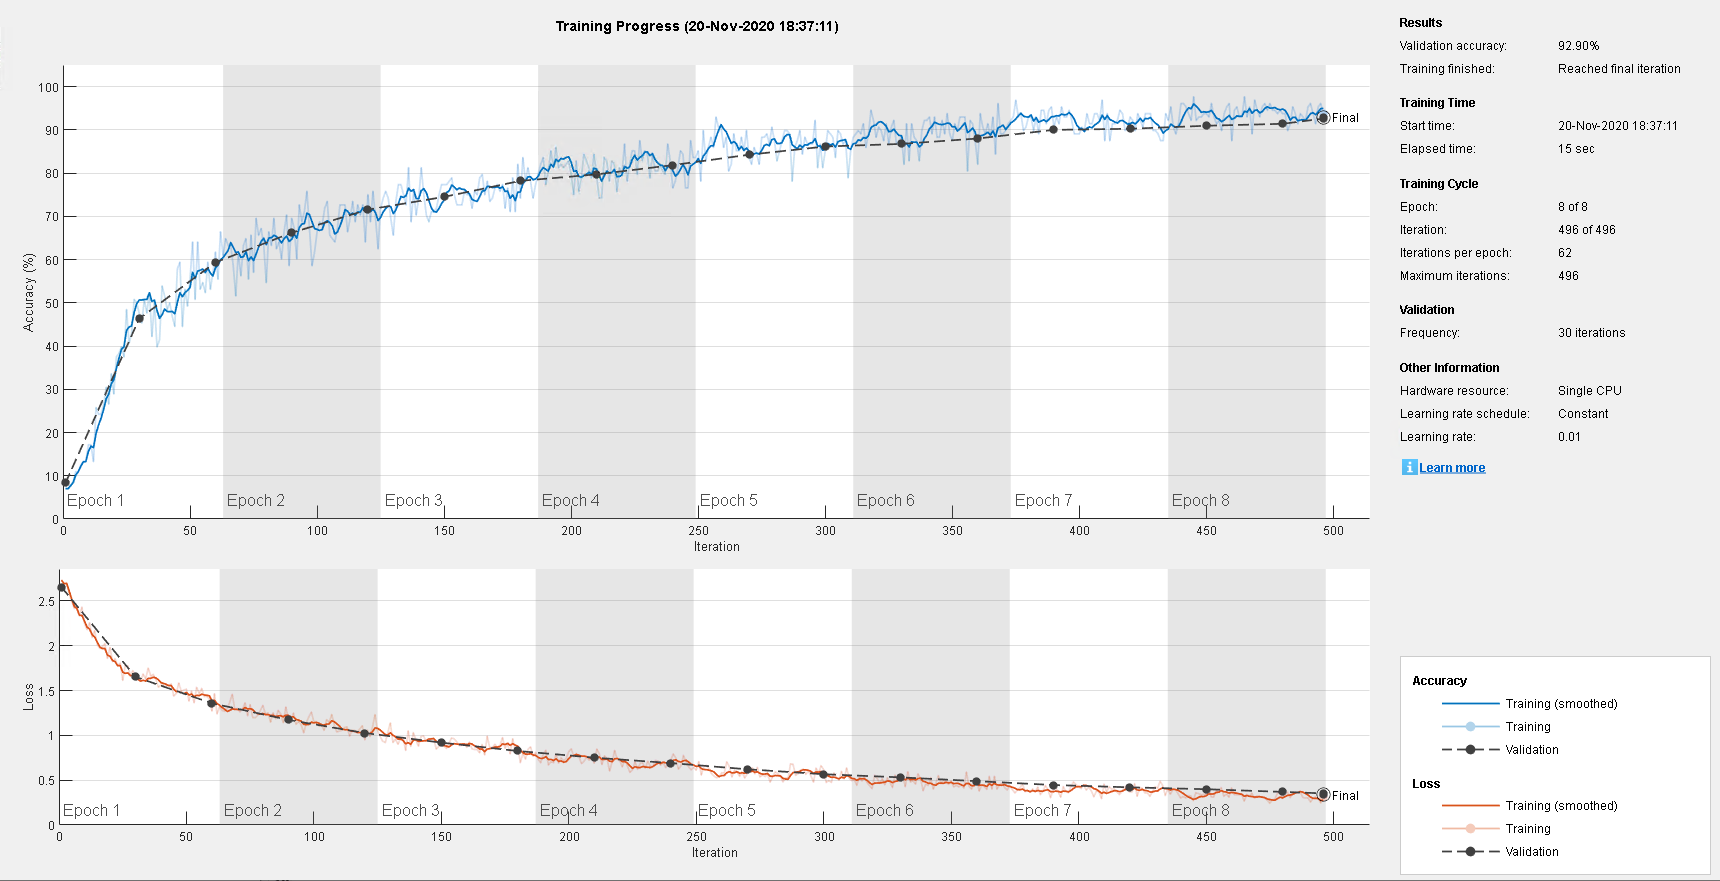 Training Progress (20-Nov-2020 18:37:11)
100
90
80
70
60
50
40
30
20
10
0
Accuracy (%)
Epoch 1
Epoch 2
Epoch 3
Epoch 4
Epoch 5
Epoch 6
Epoch 7
Epoch 8
Final
0
50
100
150
200
250
300
350
400
450
500
Iteration
2.5
2
1.5
1
0.5
0
Loss
Epoch 1
Epoch 2
Epoch 3
Epoch 4
Epoch 5
Epoch 6
Epoch 7
Epoch 8
Final
0
50
100
150
200
250
300
350
400
450
500
Iteration
Results
Validation accuracy: 92.90%
Training finished: Reached final iteration
Training Time
Start time: 20-Nov-2020 18:37:11
Elapsed time: 15 sec
Training Cycle
Epoch: 8 of 8
Iteration: 496 of 496
Iterations per epoch: 62
Maximum iterations: 496
Validation
Frequency: 30 iterations
Other Information
Hardware resource: Single CPU
Learning rate schedule: Constant
Learning rate: 0.01
i Learn more
Accuracy
Training (smoothed)
Training
Validation
Loss
Training (smoothed)
Training
Validation